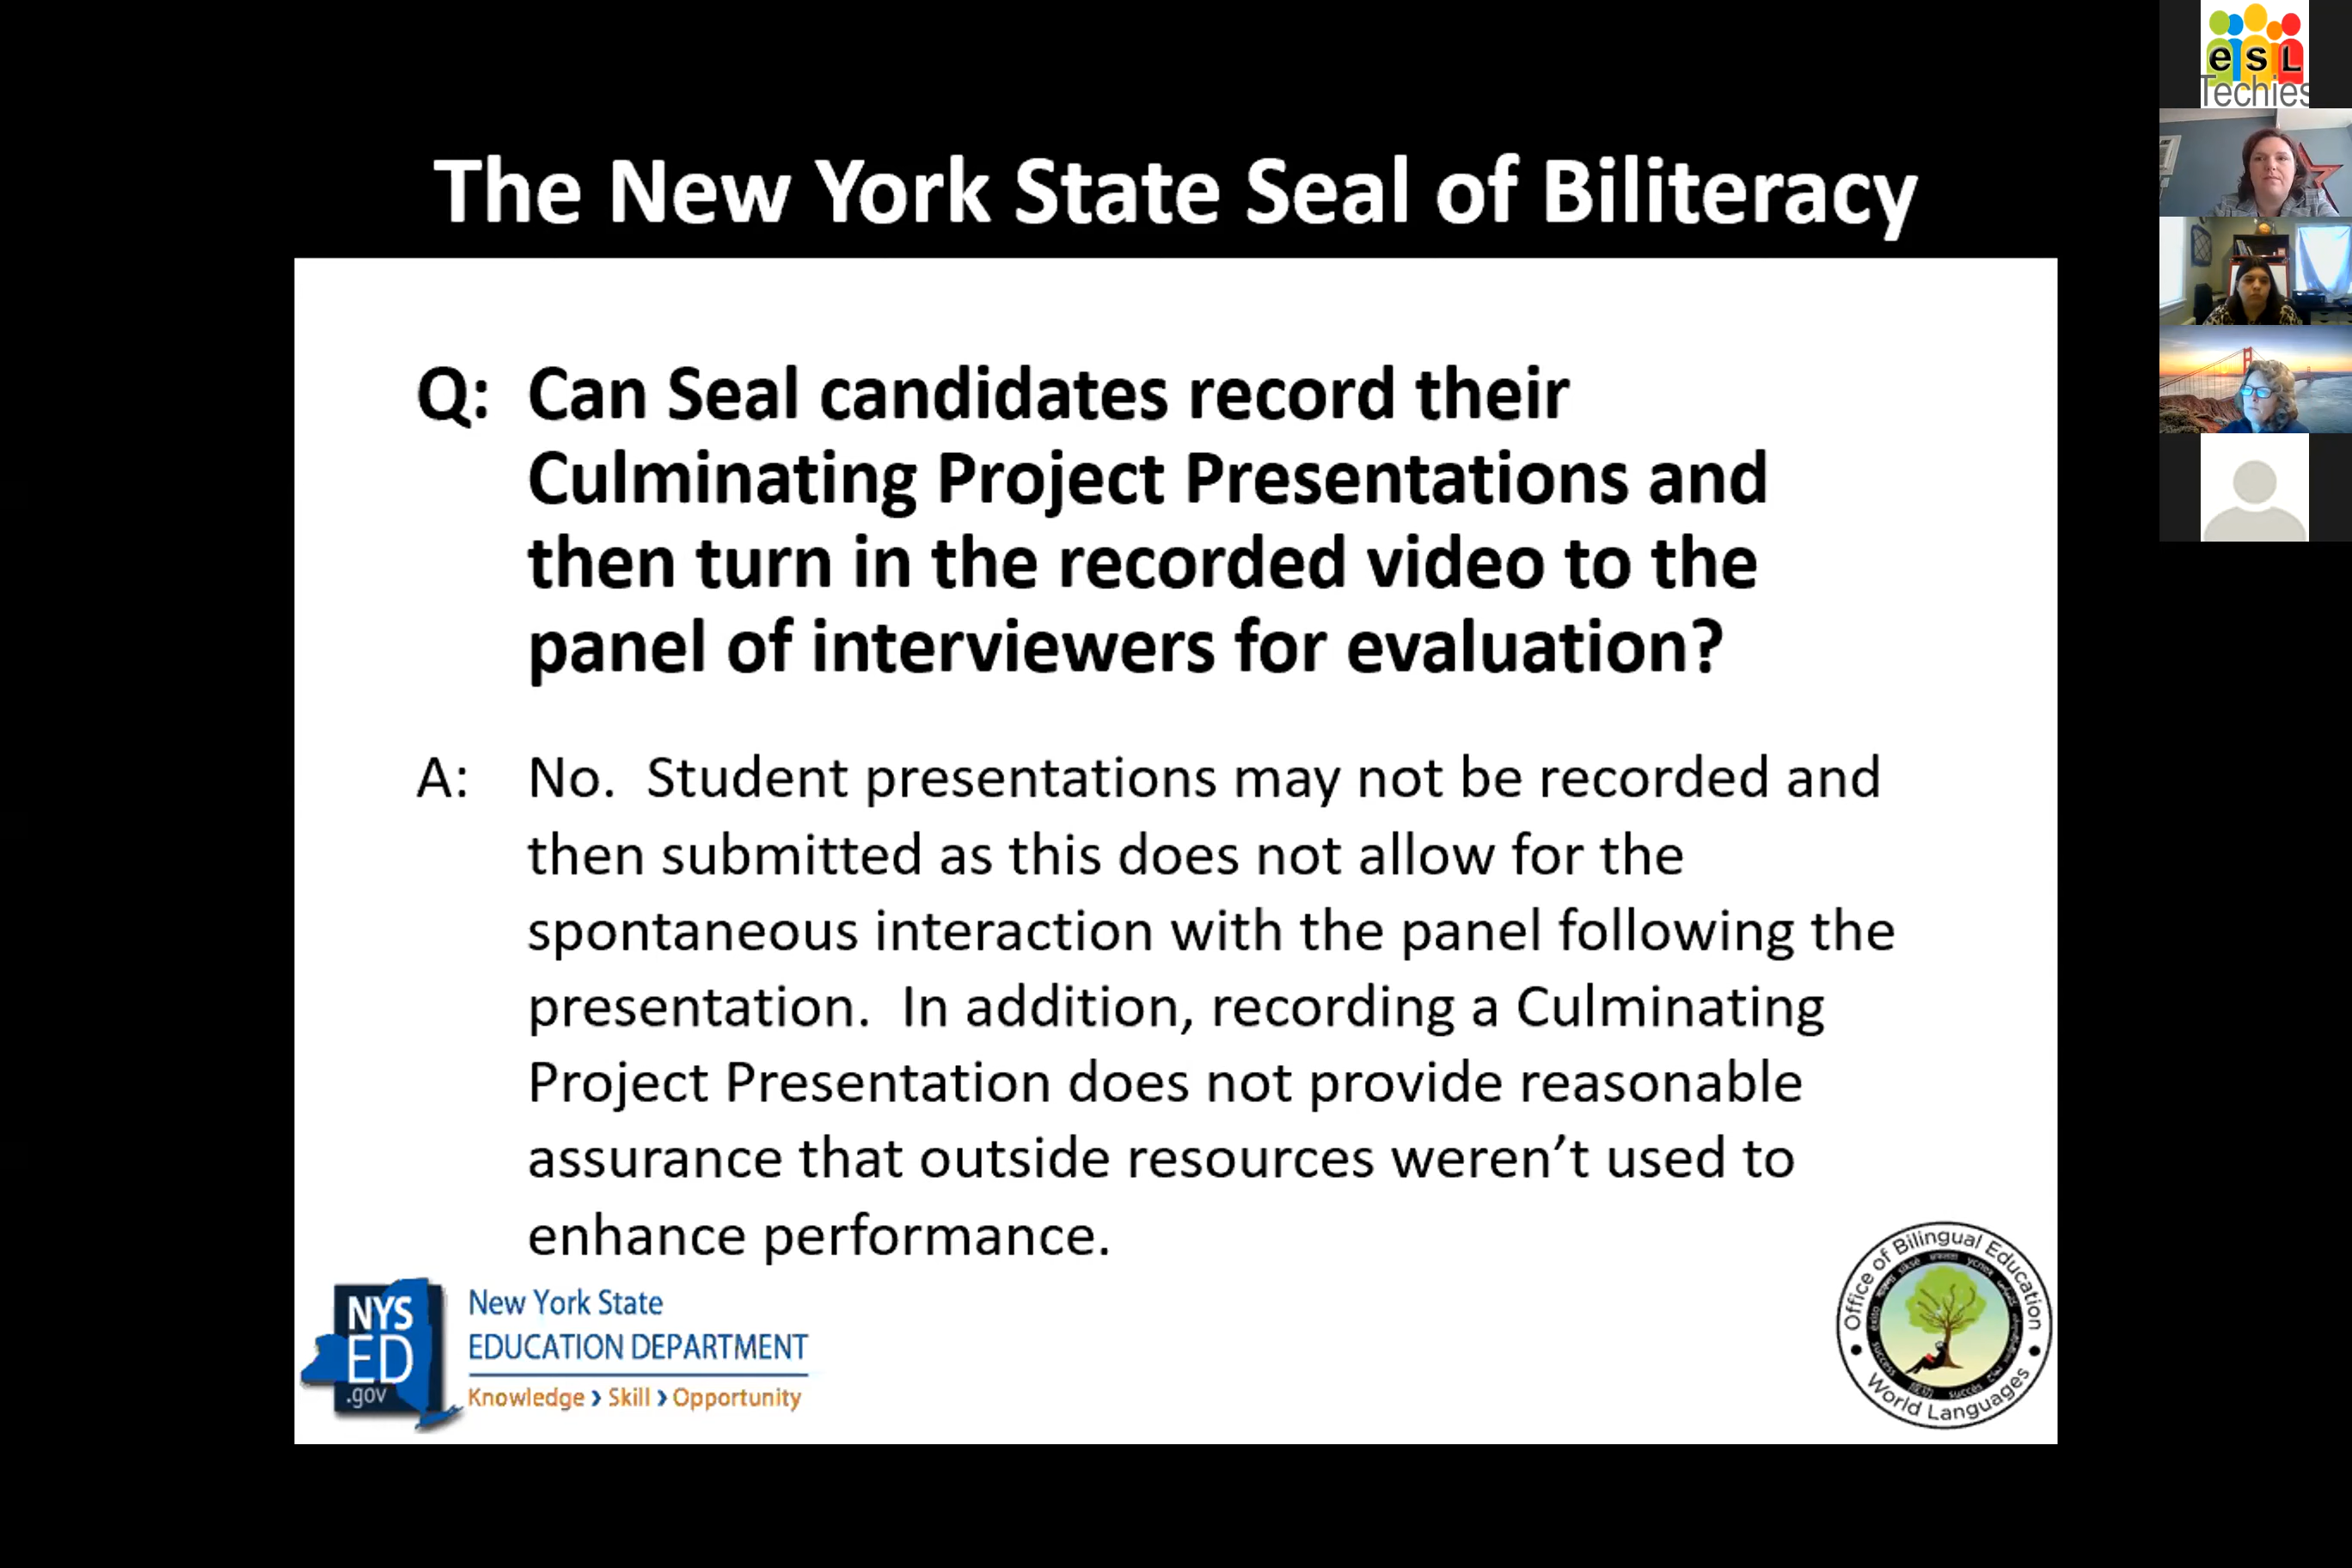 The New York State Seal of Biliteracy
Q: Can Seal candidates record their
Culminating Project Presentations and
then turn in the recorded video to the
panel of interviewers for evaluation?
A: No. Student presentations may not be recorded and
then submitted as this does not allow for the
spontaneous interaction with the panel following the
presentation. In addition, recording a Culminating
Project Presentation does not provide reasonable
assurance that outside resources weren’t used to
enhance performance.
NYS
ED
.gov
New York State
EDUCATION DEPARTMENT
Knowledge › Skill › Opportunity
Office of Bilingual Education
World Languages
success
succès
esL
Techies